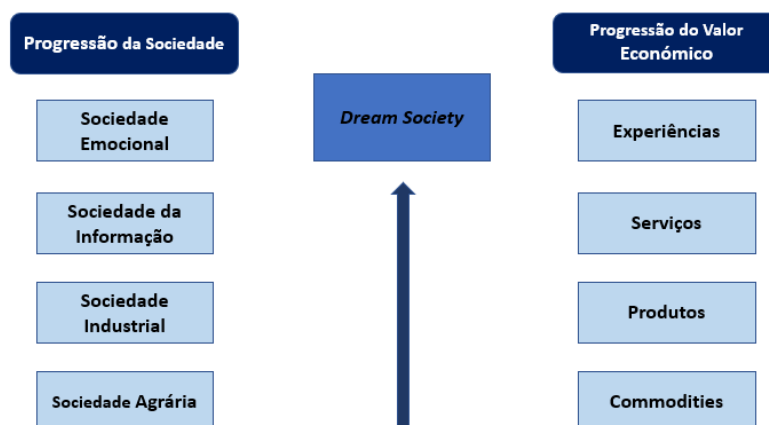 Progressão da Sociedade
Progressão do Valor
Económico
Sociedade
Emocional
Dream Society
Experiências
Sociedade da
Informação
Serviços
Sociedade
Industrial
Produtos
Sociedade Agrária
Commodities